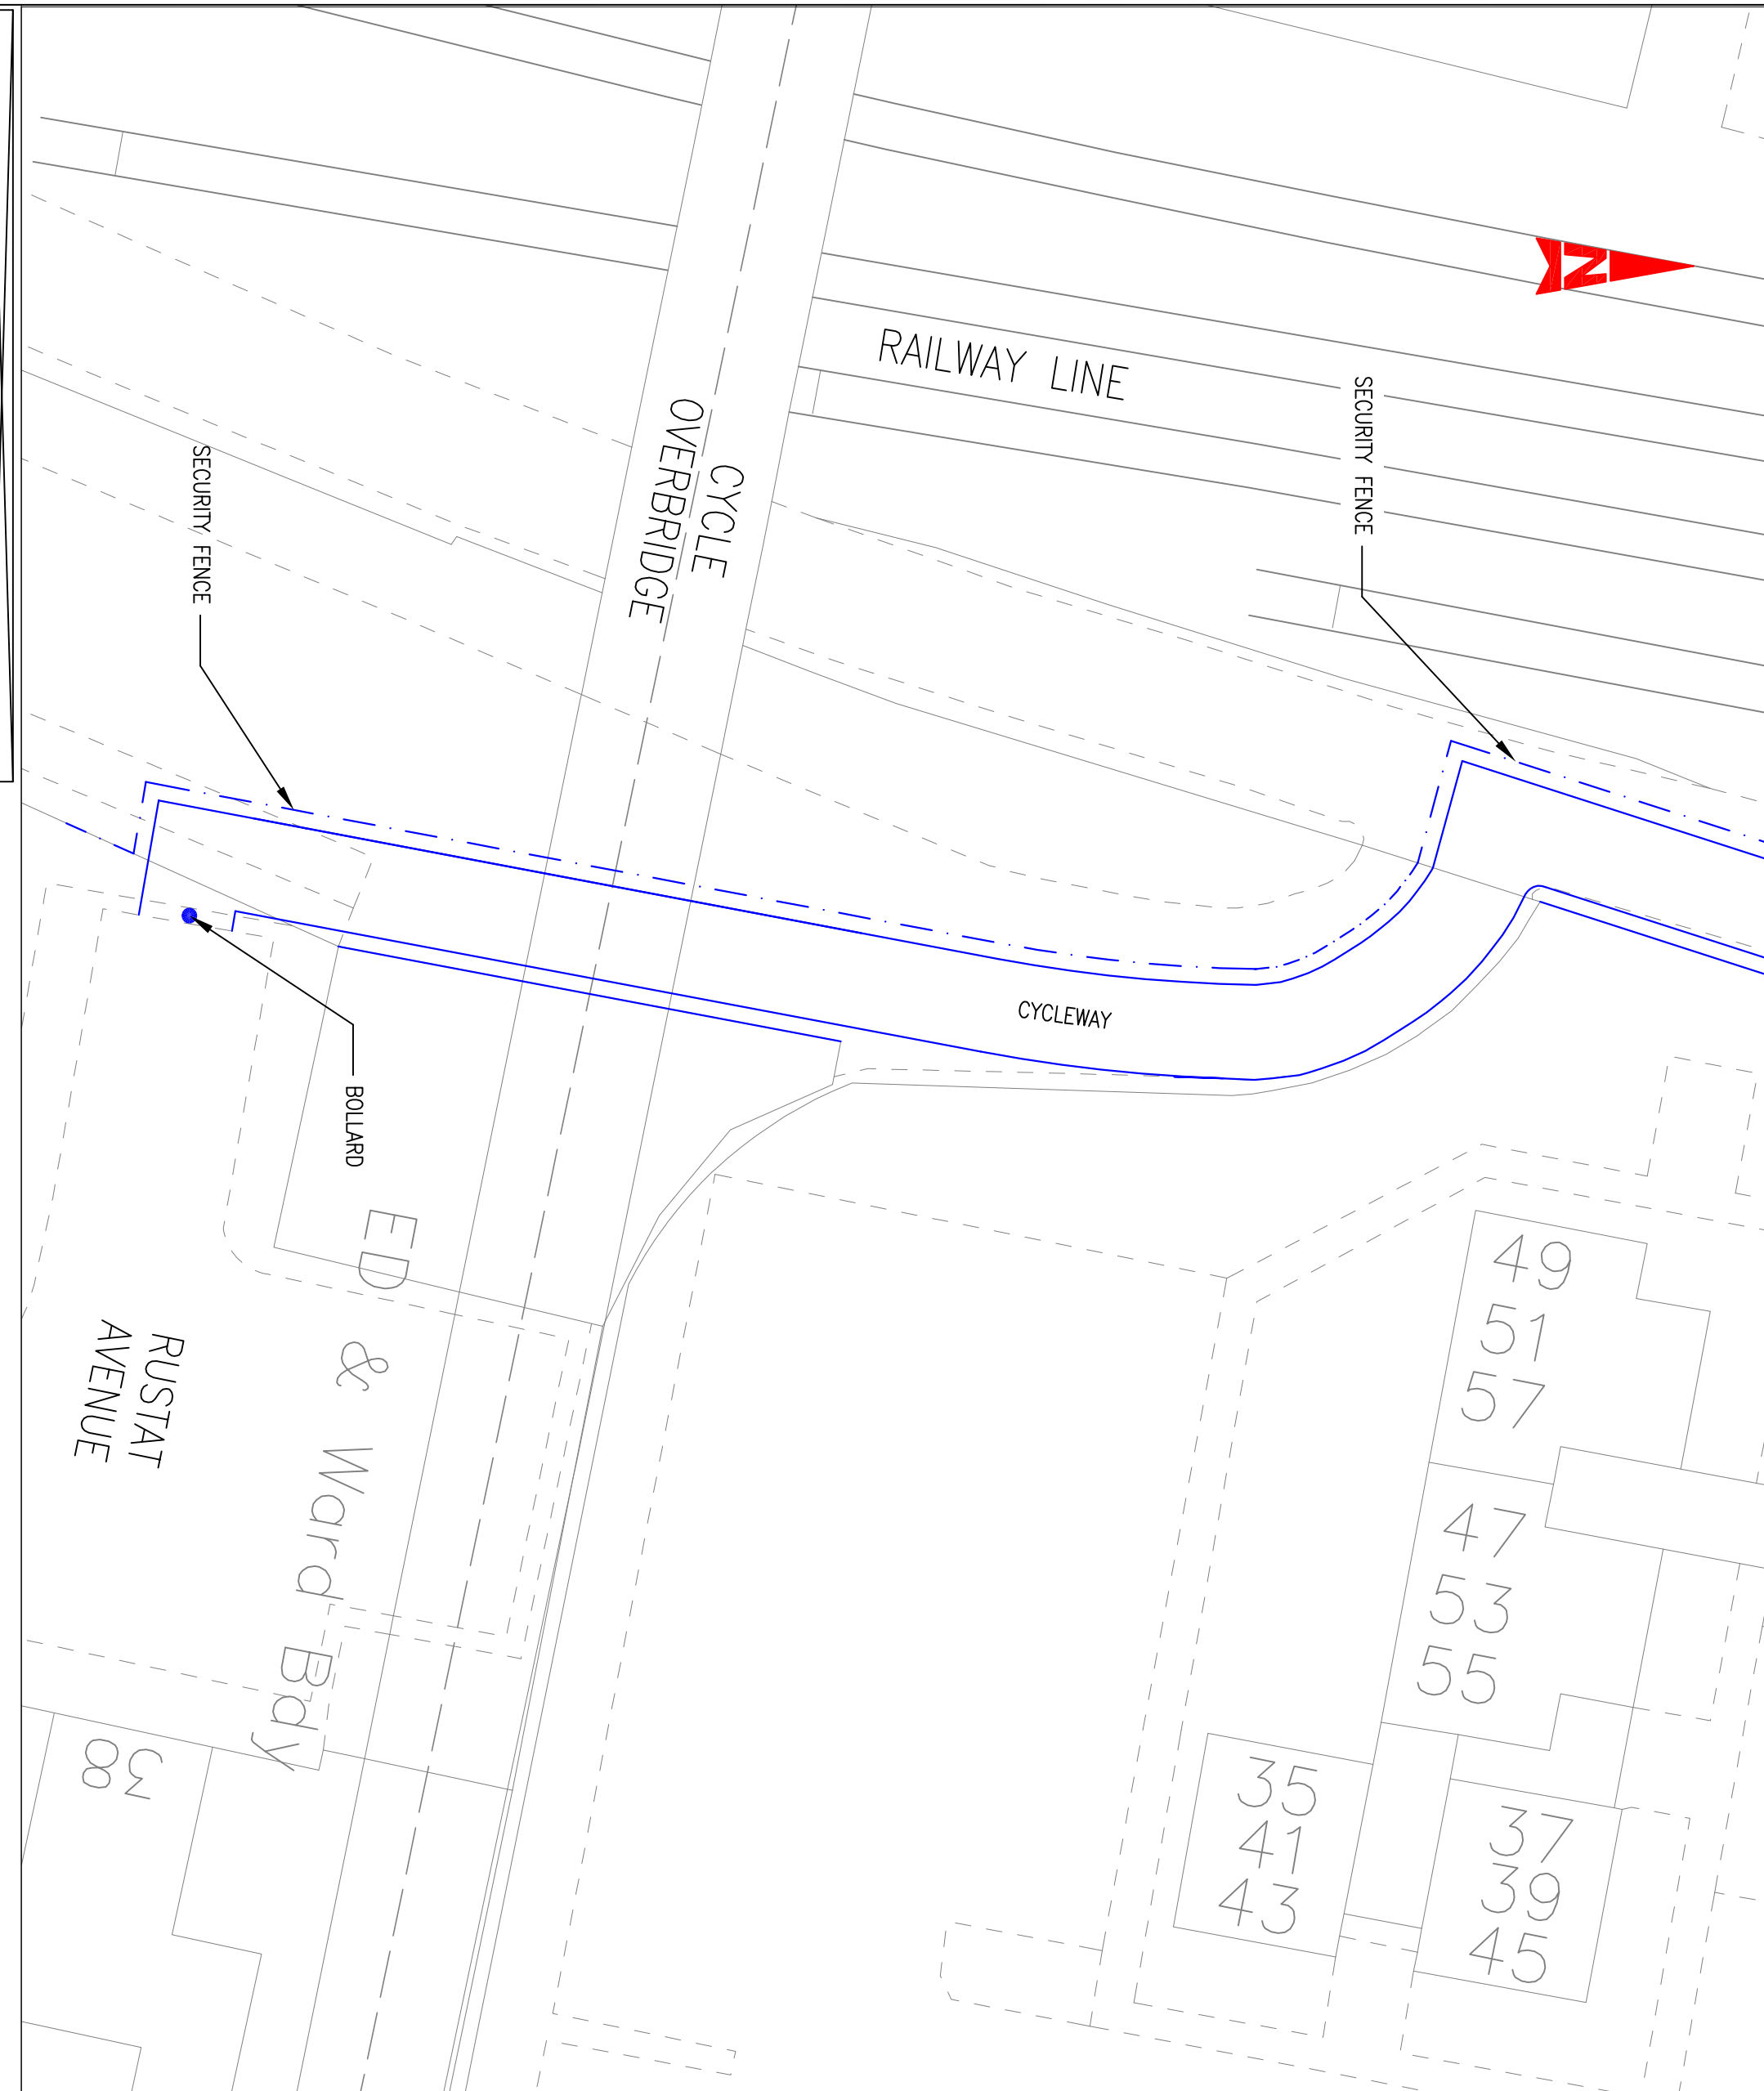 N
RAILWAY LINE
SECURITY FENCE
CYCLE
OVERBRIDGE
SECURITY FENCE
CYCLEWAY
BOLLARD
ED & Ward Bdy
RUSTAT
AVENUE
49
51
57
47
53
55
35
41
43
37
39
45
38